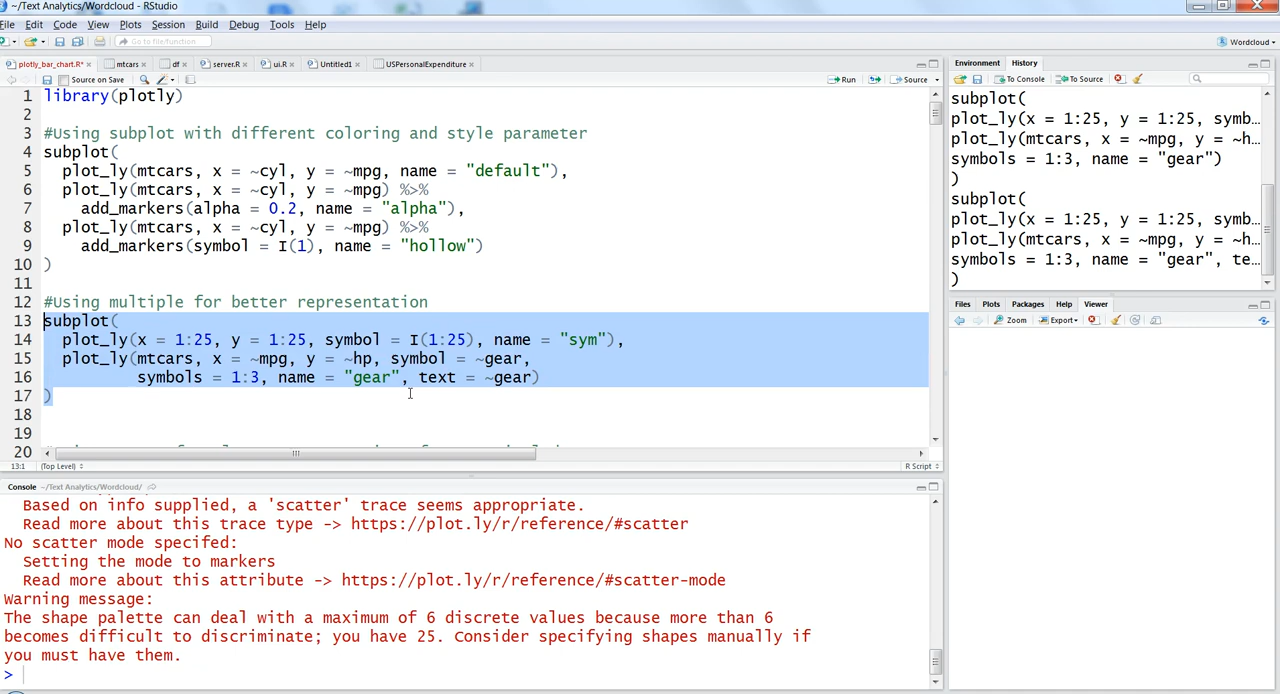 ~/Text Analytics/Wordcloud/ - RStudio
File Edit Code View Plots Session Build Debug Tools Help
Go to file/function
Wordcloud
plotly_bar_chart.R* mtcars df server.R ui.R Untitled1 USPersonalExpenditure
Source on Save Run Source
1 library(plotly)
2
3 #Using subplot with different coloring and style parameter
4 subplot(
5 plot_ly(mtcars, x = ~cyl, y = ~mpg, name = "default"),
6 plot_ly(mtcars, x = ~cyl, y = ~mpg) %>%
7 add_markers(alpha = 0.2, name = "alpha"),
8 plot_ly(mtcars, x = ~cyl, y = ~mpg) %>%
9 add_markers(symbol = I(1), name = "hollow")
10 )
11
12 #Using multiple for better representation
13 subplot(
14 plot_ly(x = 1:25, y = 1:25, symbol = I(1:25), name = "sym"),
15 plot_ly(mtcars, x = ~mpg, y = ~hp, symbol = ~gear,
16 symbols = 1:3, name = "gear", text = ~gear)
17 )
18
19
20
13:1 (Top Level) R Script
Console ~/Text Analytics/Wordcloud/
Based on info supplied, a 'scatter' trace seems appropriate.
Read more about this trace type -> https://plot.ly/r/reference/#scatter
No scatter mode specifed:
Setting the mode to markers
Read more about this attribute -> https://plot.ly/r/reference/#scatter-mode
Warning message:
The shape palette can deal with a maximum of 6 discrete values because more than 6
becomes difficult to discriminate; you have 25. Consider specifying shapes manually if
you must have them.
>
Environment History
To Console To Source
subplot(
plot_ly(x = 1:25, y = 1:25, symb…
plot_ly(mtcars, x = ~mpg, y = ~h…
symbols = 1:3, name = "gear")
)
subplot(
plot_ly(x = 1:25, y = 1:25, symb…
plot_ly(mtcars, x = ~mpg, y = ~h…
symbols = 1:3, name = "gear", te…
)
Files Plots Packages Help Viewer
Zoom Export